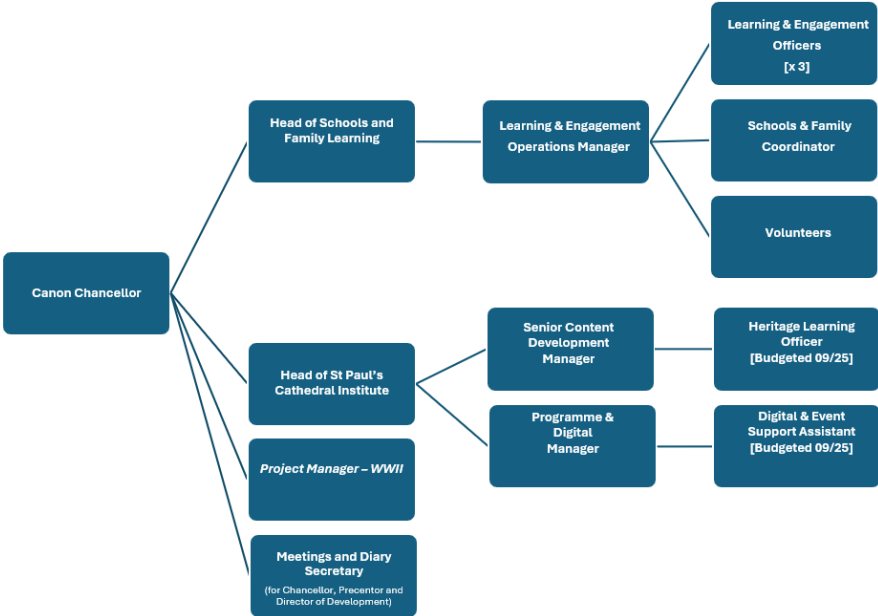 Canon Chancellor
Head of Schools and
Family Learning
Learning & Engagement
Operations Manager
Learning & Engagement
Officers
[x 3]
Schools & Family
Coordinator
Volunteers
Head of St Paul's
Cathedral Institute
Senior Content
Development
Manager
Heritage Learning
Officer
[Budgeted 09/25]
Programme &
Digital
Manager
Digital & Event
Support Assistant
[Budgeted 09/25]
Project Manager – WWII
Meetings and Diary
Secretary
(for Chancellor, Precentor and
Director of Development)